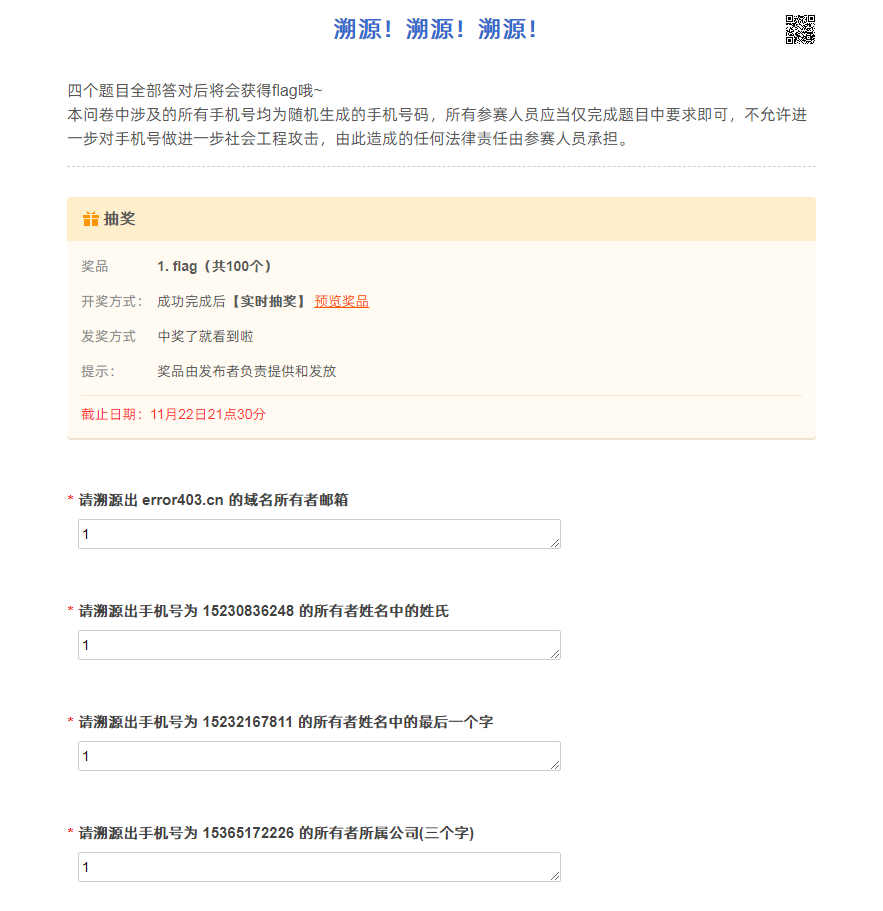 溯源！溯源！溯源！
四个题目全部答对后将会获得flag哦~
本问卷中涉及的所有手机号均为随机生成的手机号码，所有参赛人员应当仅完成题目中要求即可，不允许进
一步对手机号做进一步社会工程攻击，由此造成的任何法律责任由参赛人员承担。
抽奖
奖品 1. flag（共100个）
开奖方式： 成功完成后【实时抽奖】 预览奖品
发奖方式 中奖了就看到啦
提示： 奖品由发布者负责提供和发放
截止日期：11月22日21点30分
* 请溯源出 error403.cn 的域名所有者邮箱
1
* 请溯源出手机号为 15230836248 的所有者姓名中的姓氏
1
* 请溯源出手机号为 15232167811 的所有者姓名中的最后一个字
1
* 请溯源出手机号为 15365172226 的所有者所属公司(三个字)
1